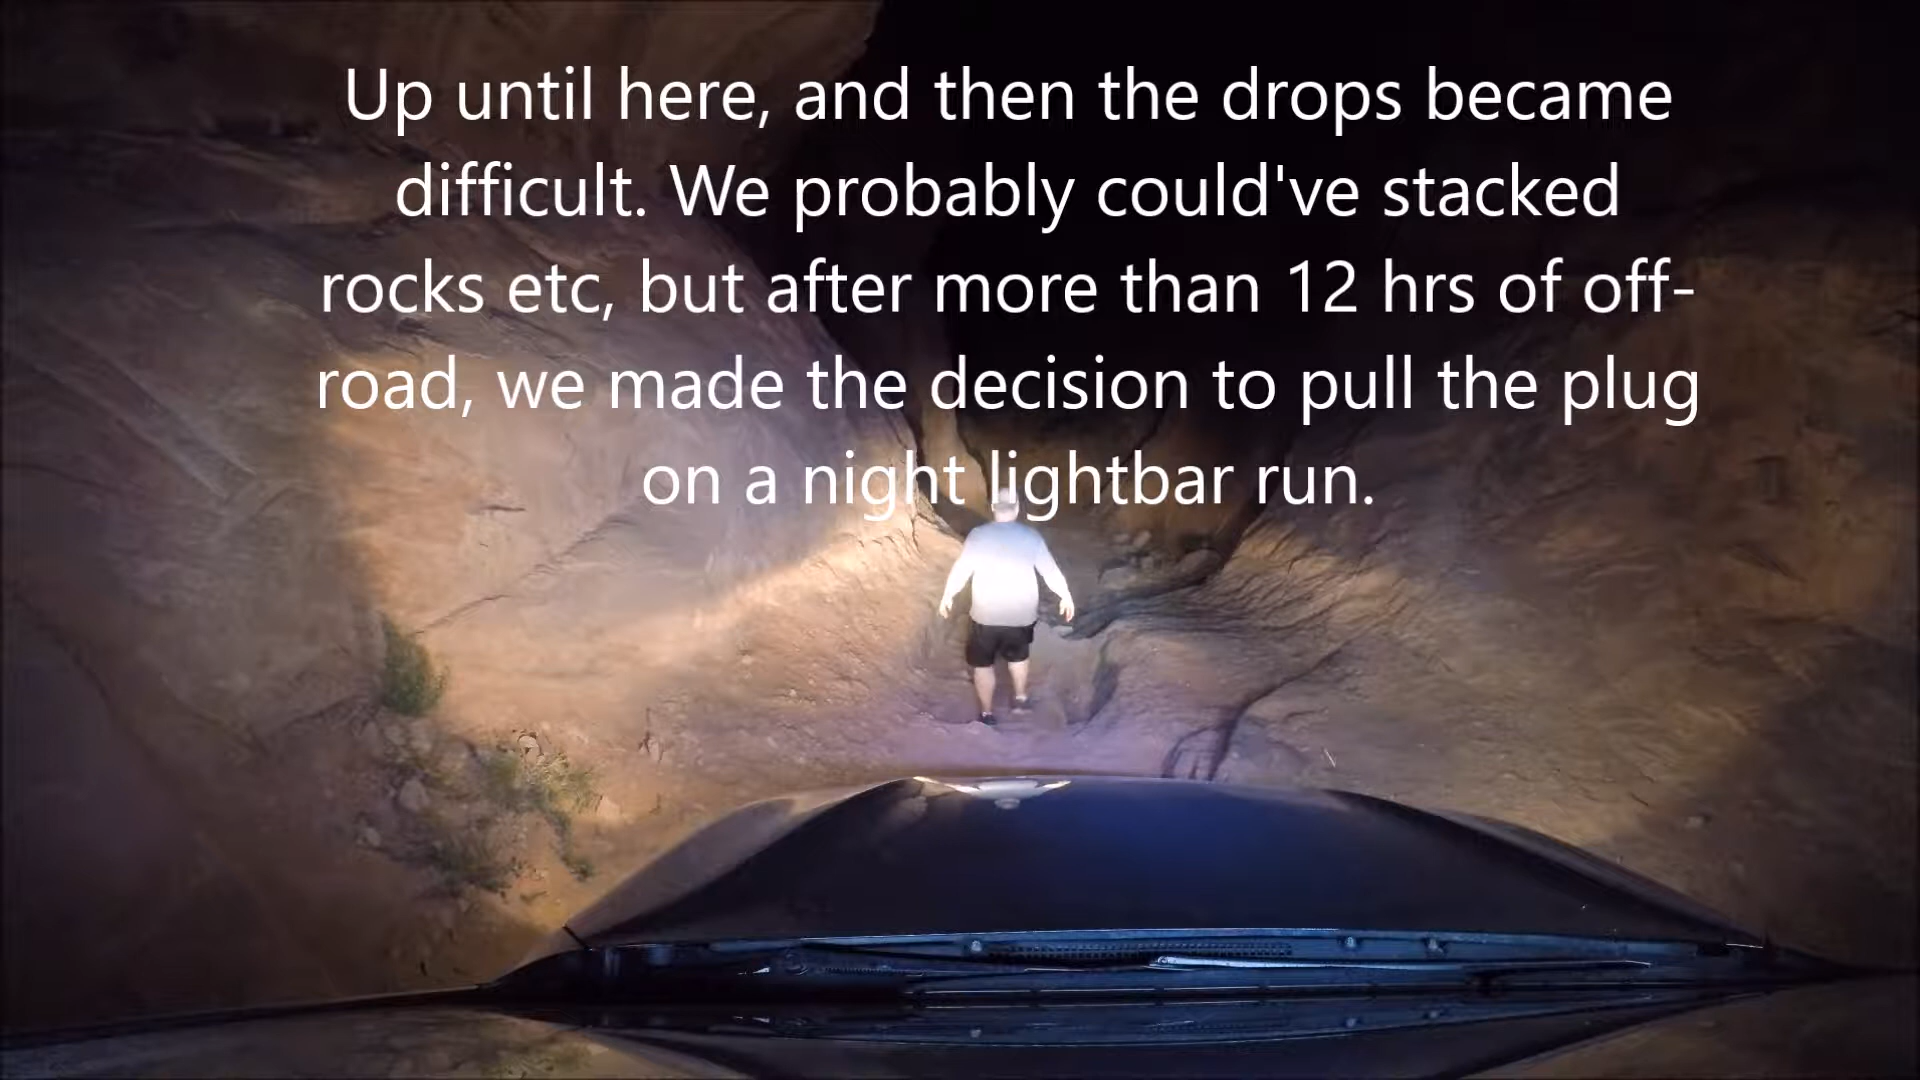 Up until here, and then the drops became
difficult. We probably could've stacked
rocks etc, but after more than 12 hrs of off-
road, we made the decision to pull the plug
on a night lightbar run.